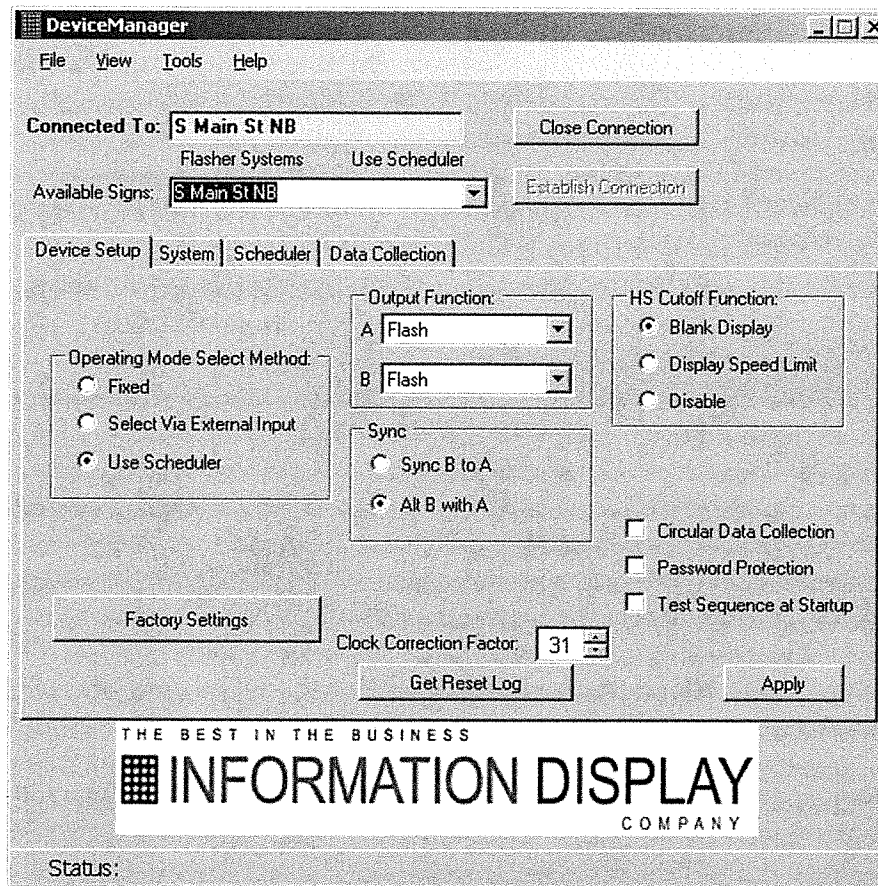 DeviceManager
File View Tools Help
Connected To: S Main St NB
Close Connection
Flasher Systems Use Scheduler
Available Signs: S Main St NB
Establish Connection
Device Setup System Scheduler Data Collection
Output Function:
A Flash
B Flash
HS Cutoff Function:
Blank Display
Display Speed Limit
Disable
Operating Mode Select Method:
Fixed
Select Via External Input
Use Scheduler
Sync
Sync B to A
Alt B with A
Circular Data Collection
Password Protection
Test Sequence at Startup
Factory Settings
Clock Correction Factor: 31
Get Reset Log
Apply
THE BEST IN THE BUSINESS
INFORMATION DISPLAY
COMPANY
Status: